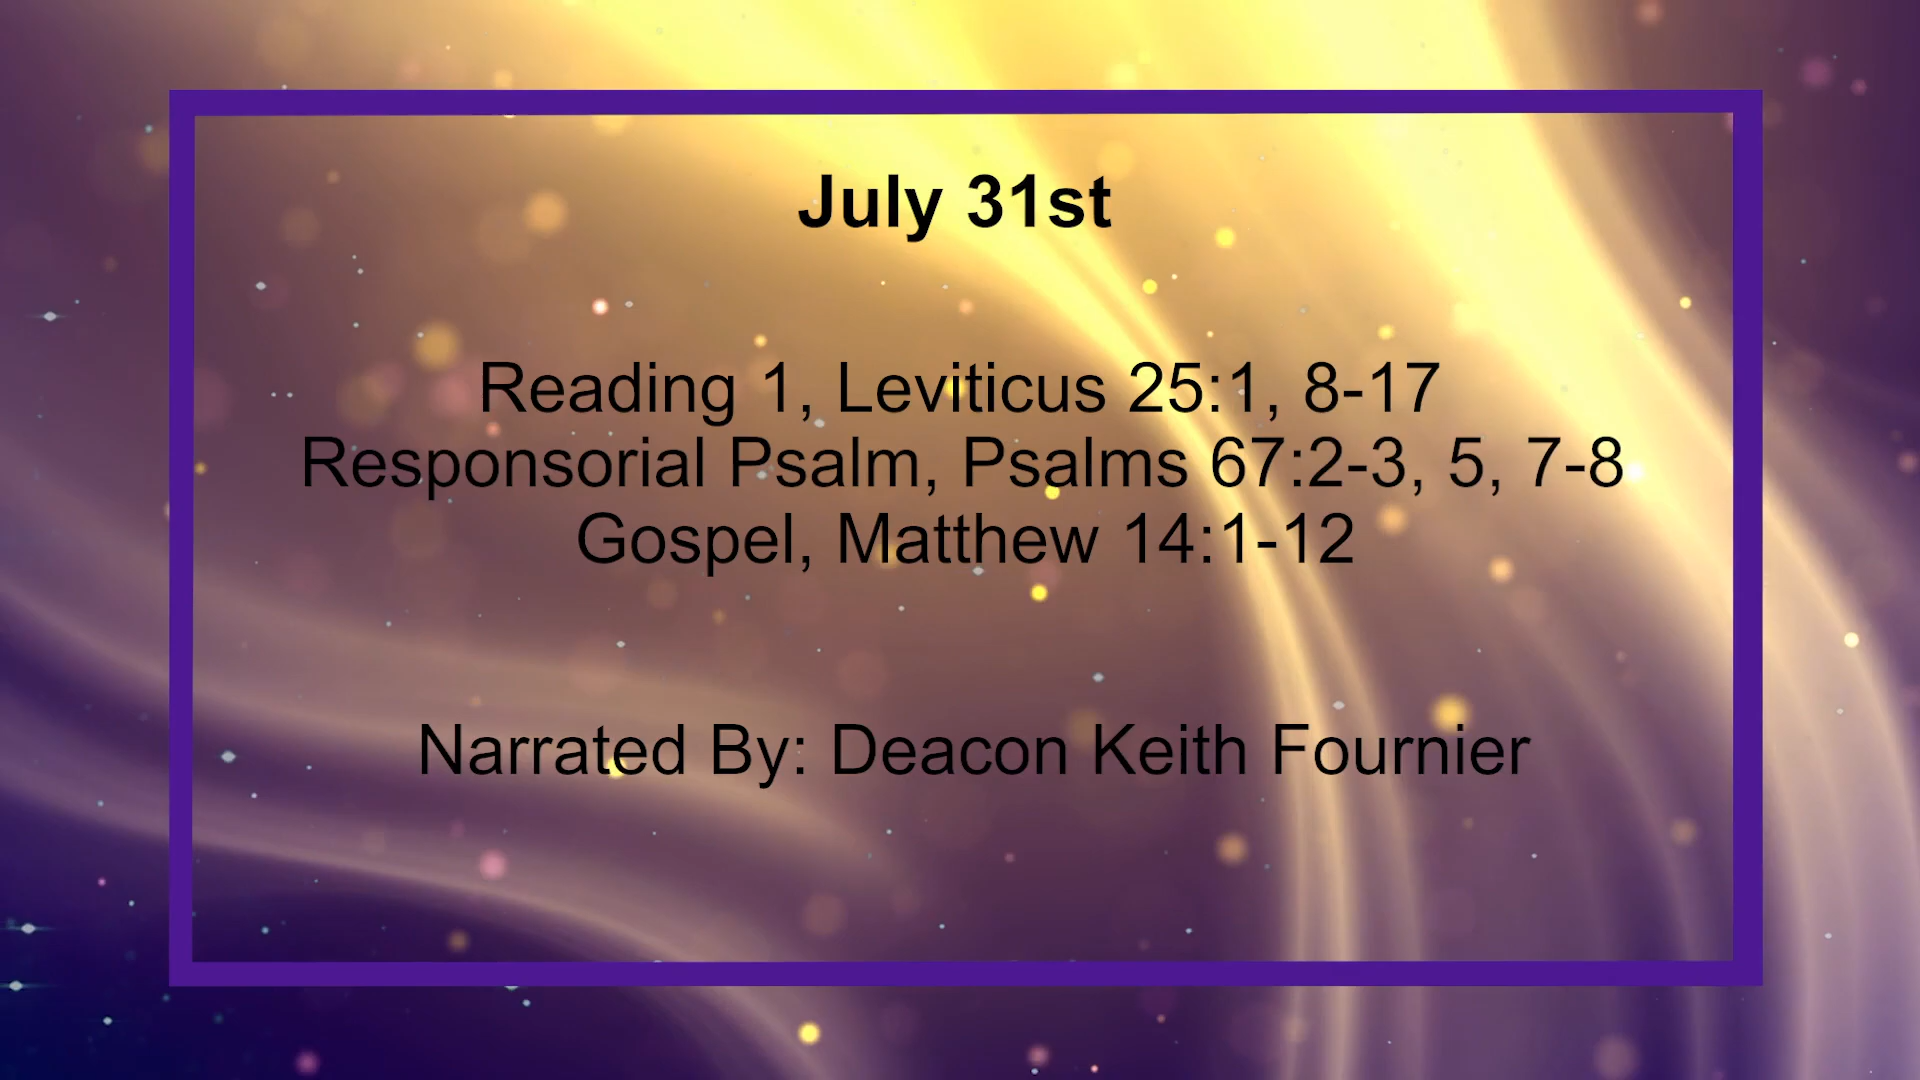 July 31st
Reading 1, Leviticus 25:1, 8-17
Responsorial Psalm, Psalms 67:2-3, 5, 7-8
Gospel, Matthew 14:1-12
Narrated By: Deacon Keith Fournier